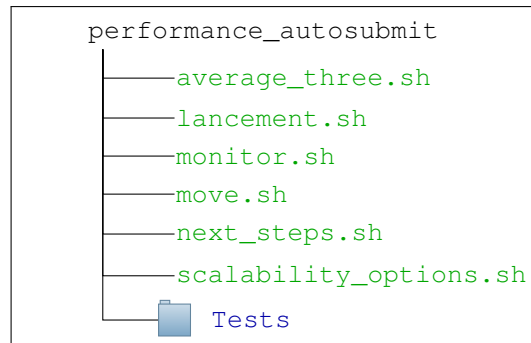 performance_autosubmit
average_three.sh
lancement.sh
monitor.sh
move.sh
next_steps.sh
scalability_options.sh
Tests